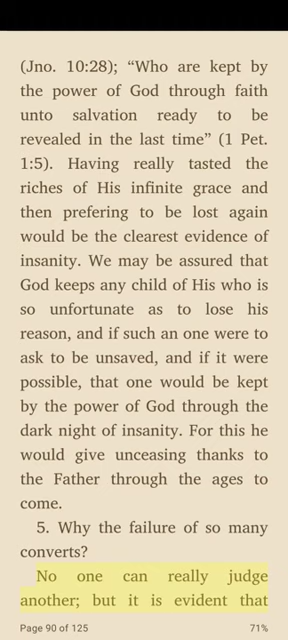 (Jno. 10:28); “Who are kept by
the power of God through faith
unto salvation ready to be
revealed in the last time” (1 Pet.
1:5). Having really tasted the
riches of His infinite grace and
then prefering to be lost again
would be the clearest evidence of
insanity. We may be assured that
God keeps any child of His who is
so unfortunate as to lose his
reason, and if such an one were to
ask to be unsaved, and if it were
possible, that one would be kept
by the power of God through the
dark night of insanity. For this he
would give unceasing thanks to
the Father through the ages to
come.
5. Why the failure of so many
converts?
No one can really judge
another; but it is evident that
Page 90 of 125 71%